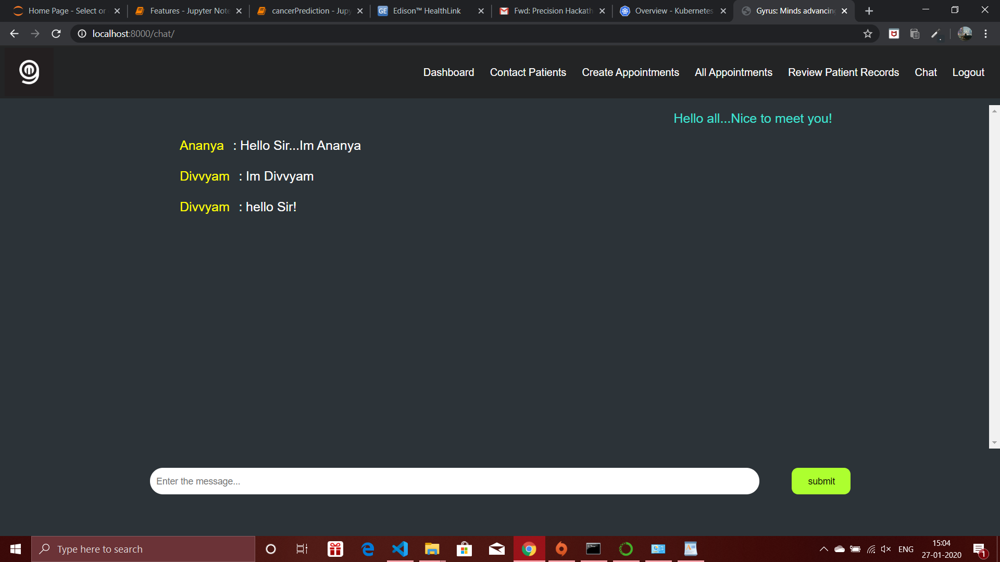 Home Page - Select or
Features - Jupyter Note
cancerPrediction - Jupy
GE Edison™ HealthLink
Fwd: Precision Hackath
Overview - Kubernetes
Gyrus: Minds advancing
localhost:8000/chat/
Dashboard Contact Patients Create Appointments All Appointments Review Patient Records Chat Logout
Hello all...Nice to meet you!
Ananya : Hello Sir...Im Ananya
Divvyam : Im Divvyam
Divvyam : hello Sir!
Enter the message...
submit
Type here to search
ENG
15:04
27-01-2020
1